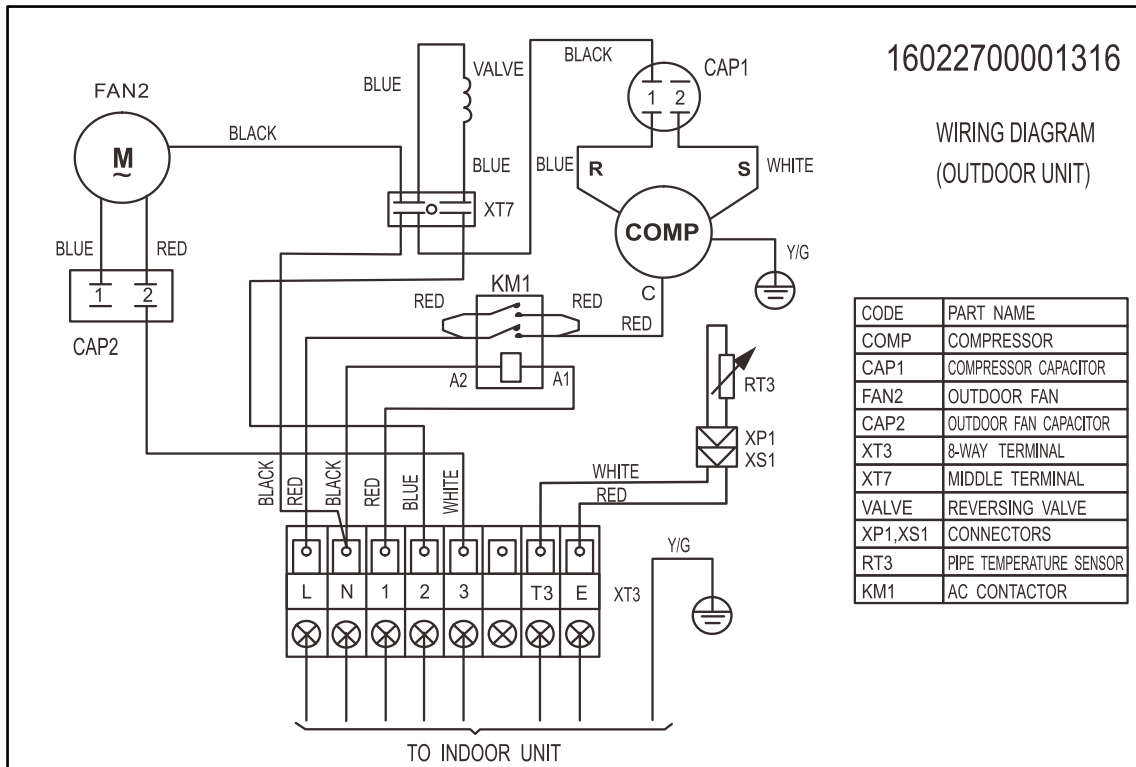 16022700001316
WIRING DIAGRAM
(OUTDOOR UNIT)
FAN2
M
~
BLACK
BLUE
RED
1
2
CAP2
BLUE
VALVE
BLUE
XT7
BLACK
CAP1
1 2
BLUE
R
S
WHITE
COMP
Y/G
C
KM1
RED
RED
RED
A2
A1
RT3
XP1
XS1
WHITE
RED
BLACK
RED
BLACK
RED
BLUE
WHITE
Y/G
L N 1 2 3 T3 E
XT3
TO INDOOR UNIT
CODE PART NAME
COMP COMPRESSOR
CAP1 COMPRESSOR CAPACITOR
FAN2 OUTDOOR FAN
CAP2 OUTDOOR FAN CAPACITOR
XT3 8-WAY TERMINAL
XT7 MIDDLE TERMINAL
VALVE REVERSING VALVE
XP1,XS1 CONNECTORS
RT3 PIPE TEMPERATURE SENSOR
KM1 AC CONTACTOR